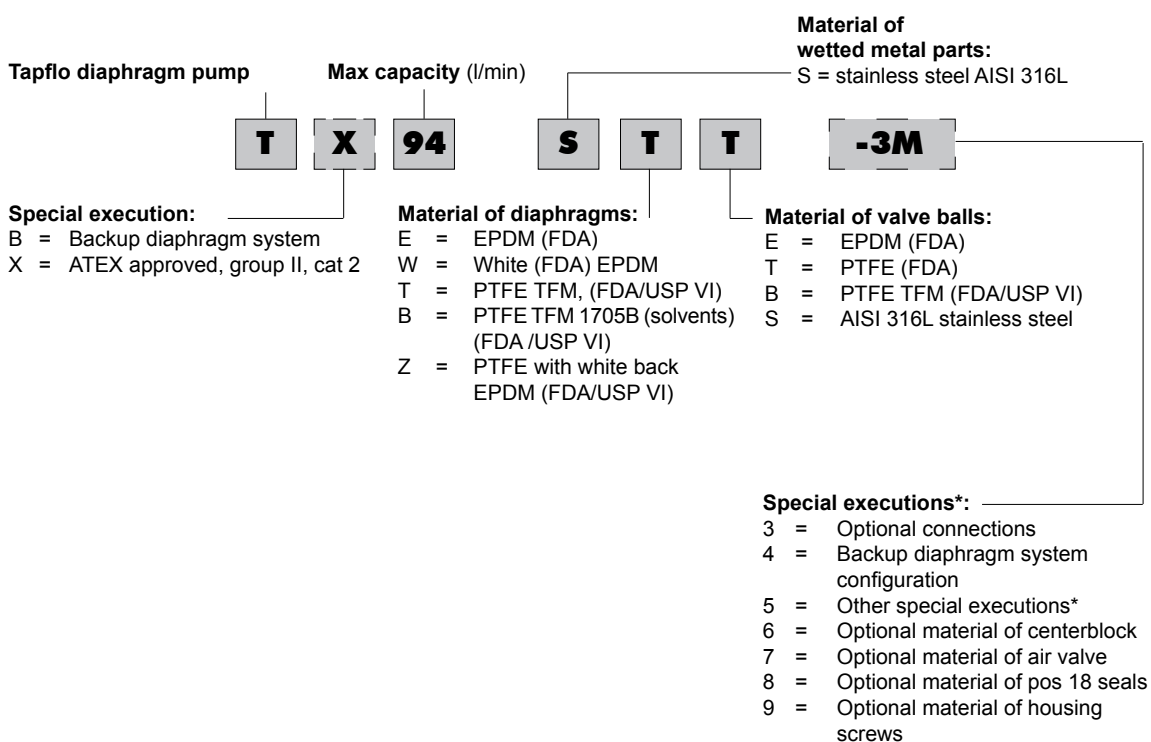 Material of
wetted metal parts:
S = stainless steel AISI 316L
Tapflo diaphragm pump
Max capacity (l/min)
T X 94 S T T -3M
Special execution:
B = Backup diaphragm system
X = ATEX approved, group II, cat 2
Material of diaphragms:
E = EPDM (FDA)
W = White (FDA) EPDM
T = PTFE TFM, (FDA/USP VI)
B = PTFE TFM 1705B (solvents)
(FDA /USP VI)
Z = PTFE with white back
EPDM (FDA/USP VI)
Material of valve balls:
E = EPDM (FDA)
T = PTFE (FDA)
B = PTFE TFM (FDA/USP VI)
S = AISI 316L stainless steel
Special executions*:
3 = Optional connections
4 = Backup diaphragm system
configuration
5 = Other special executions*
6 = Optional material of centerblock
7 = Optional material of air valve
8 = Optional material of pos 18 seals
9 = Optional material of housing
screws